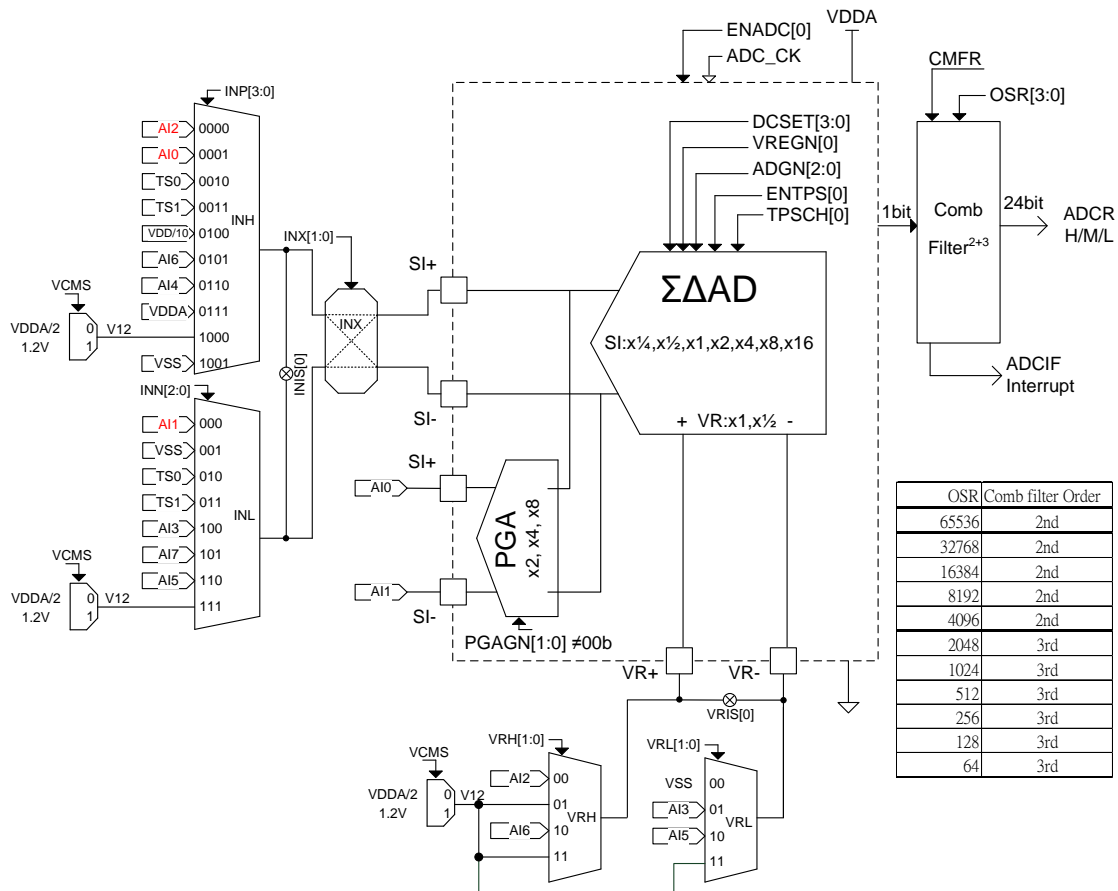 VDDA
ENADC[0]
ADC_CK
CMFR
OSR[3:0]
INP[3:0]
AI2 0000
AI0 0001
TS0 0010
TS1 0011
VDD/10 0100
AI6 0101
AI4 0110
VDDA 0111
1000
VSS 1001
INH
VCMS
VDDA/2 0 V12
1.2V 1
INN[2:0]
AI1 000
VSS 001
TS0 010
TS1 011
AI3 100
AI7 101
AI5 110
111
INL
VCMS
VDDA/2 0 V12
1.2V 1
INIS[0]
INX[1:0]
INX
SI+
SI-
DCSET[3:0]
VREGN[0]
ADGN[2:0]
ENTPS[0]
TPSCH[0]
ΣΔAD
SI:x¼,x½,x1,x2,x4,x8,x16
+ VR:x1,x½ -
SI+
AI0
PGA
x2, x4, x8
AI1
SI-
PGAGN[1:0] ≠00b
1bit
Comb
Filter2+3
24bit
ADCR
H/M/L
ADCIF
Interrupt
VR+
VR-
VRIS[0]
VRH[1:0]
AI2 00
01
AI6 10
11
VRH
VCMS
VDDA/2 0 V12
1.2V 1
VRL[1:0]
VSS 00
AI3 01
AI5 10
11
VRL
OSR Comb filter Order
65536 2nd
32768 2nd
16384 2nd
8192 2nd
4096 2nd
2048 3rd
1024 3rd
512 3rd
256 3rd
128 3rd
64 3rd